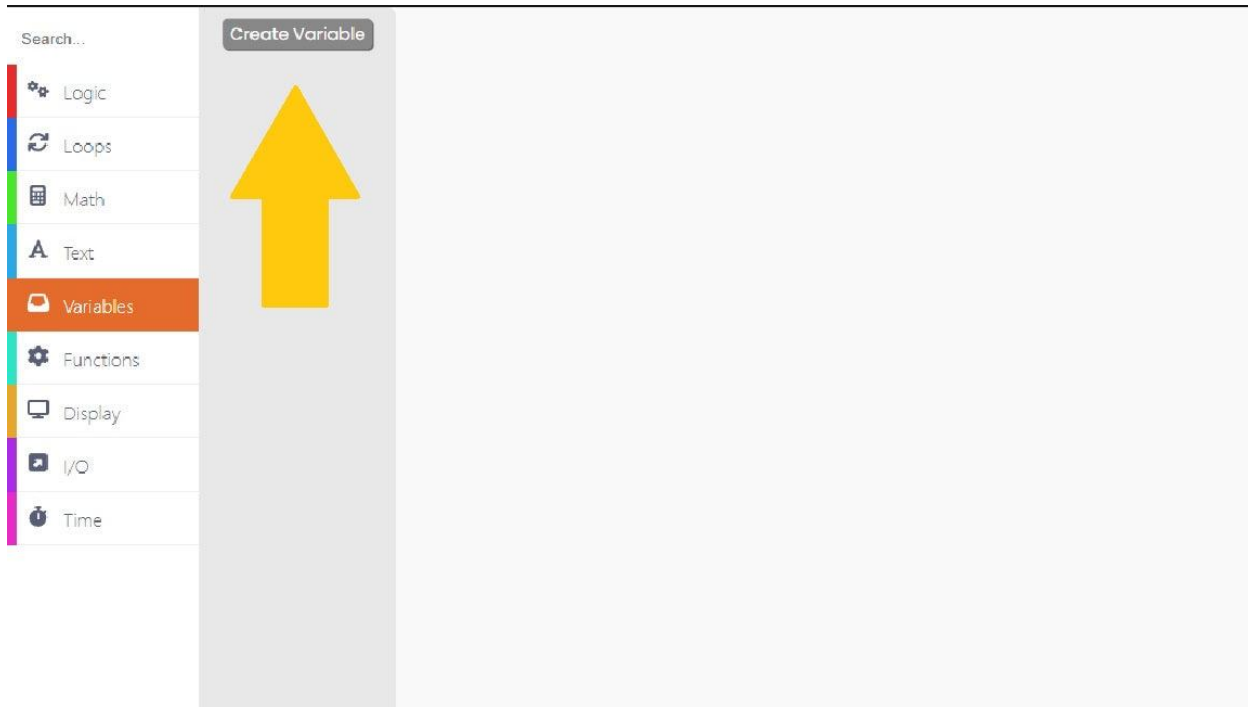 Search...
Create Variable
Logic
Loops
Math
Text
Variables
Functions
Display
I/O
Time